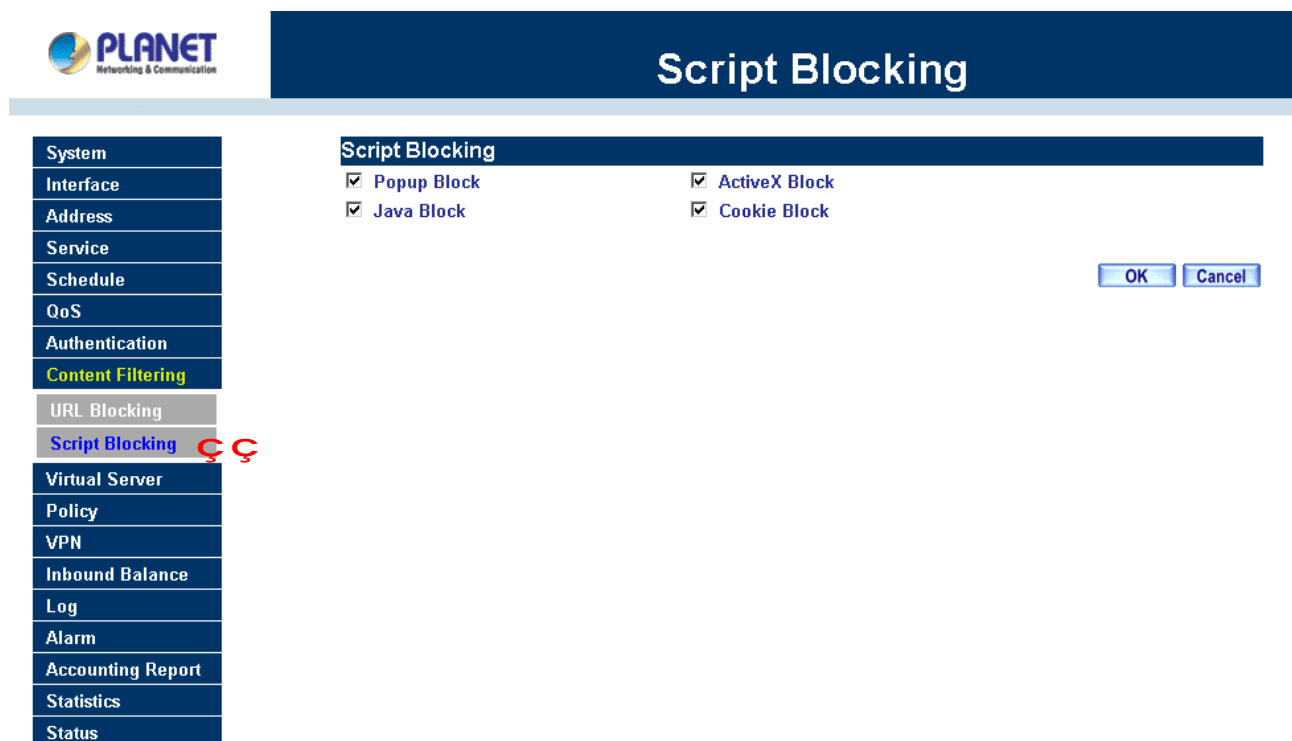 PLANET
Networking & Communication
Script Blocking
System
Interface
Address
Service
Schedule
QoS
Authentication
Content Filtering
URL Blocking
Script Blocking Ç Ç
Virtual Server
Policy
VPN
Inbound Balance
Log
Alarm
Accounting Report
Statistics
Status
Script Blocking
Popup Block ActiveX Block
Java Block Cookie Block
OK Cancel